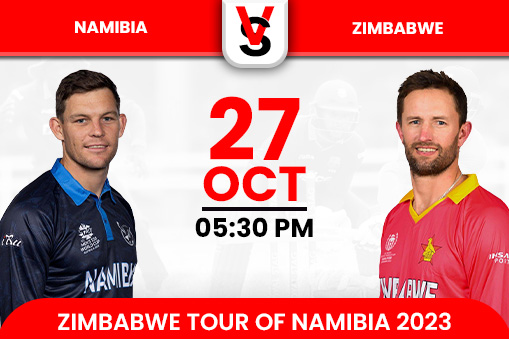 NAMIBIA
VS
ZIMBABWE
27
OCT
05:30 PM
NAMIBIA
ZIMBABWE TOUR OF NAMIBIA 2023